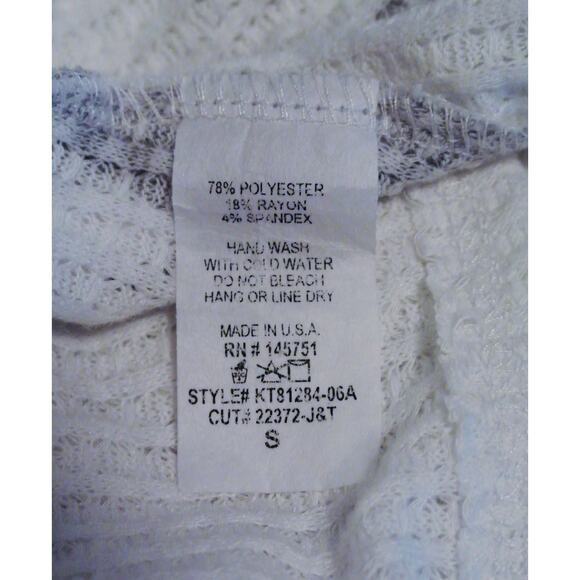 78% POLYESTER
18% RAYON
4% SPANDEX
HAND WASH
WITH COLD WATER
DO NOT BLEACH
HANG OR LINE DRY
MADE IN U.S.A.
RN # 145751
STYLE# KT81284-06A
CUT# 22372-J&T
S